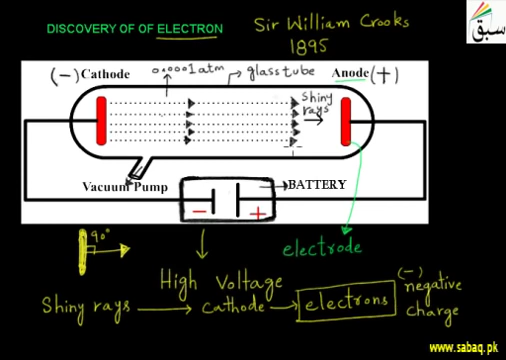 DISCOVERY OF OF ELECTRON
Sir William Crooks
1895
سبق
(-) Cathode
0.0001 atm
glass tube
Anode (+)
shiny
rays
Vacuum Pump
BATTERY
- +
90°
electrode
High Voltage
Shiny rays cathode electrons
(-) negative
charge
www.sabaq.pk